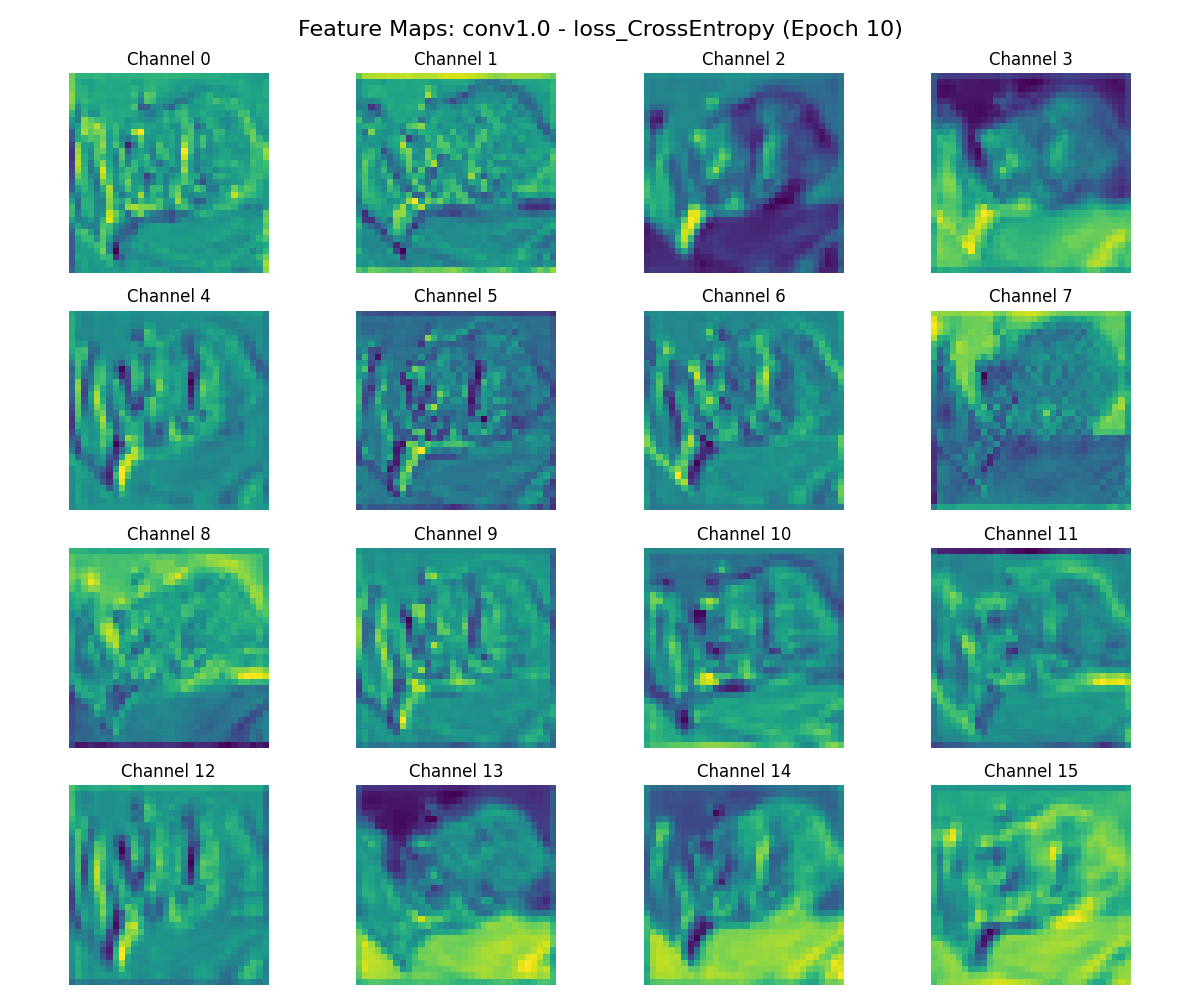 Feature Maps: conv1.0 - loss_CrossEntropy (Epoch 10)
Channel 0
Channel 1
Channel 2
Channel 3
Channel 4
Channel 5
Channel 6
Channel 7
Channel 8
Channel 9
Channel 10
Channel 11
Channel 12
Channel 13
Channel 14
Channel 15